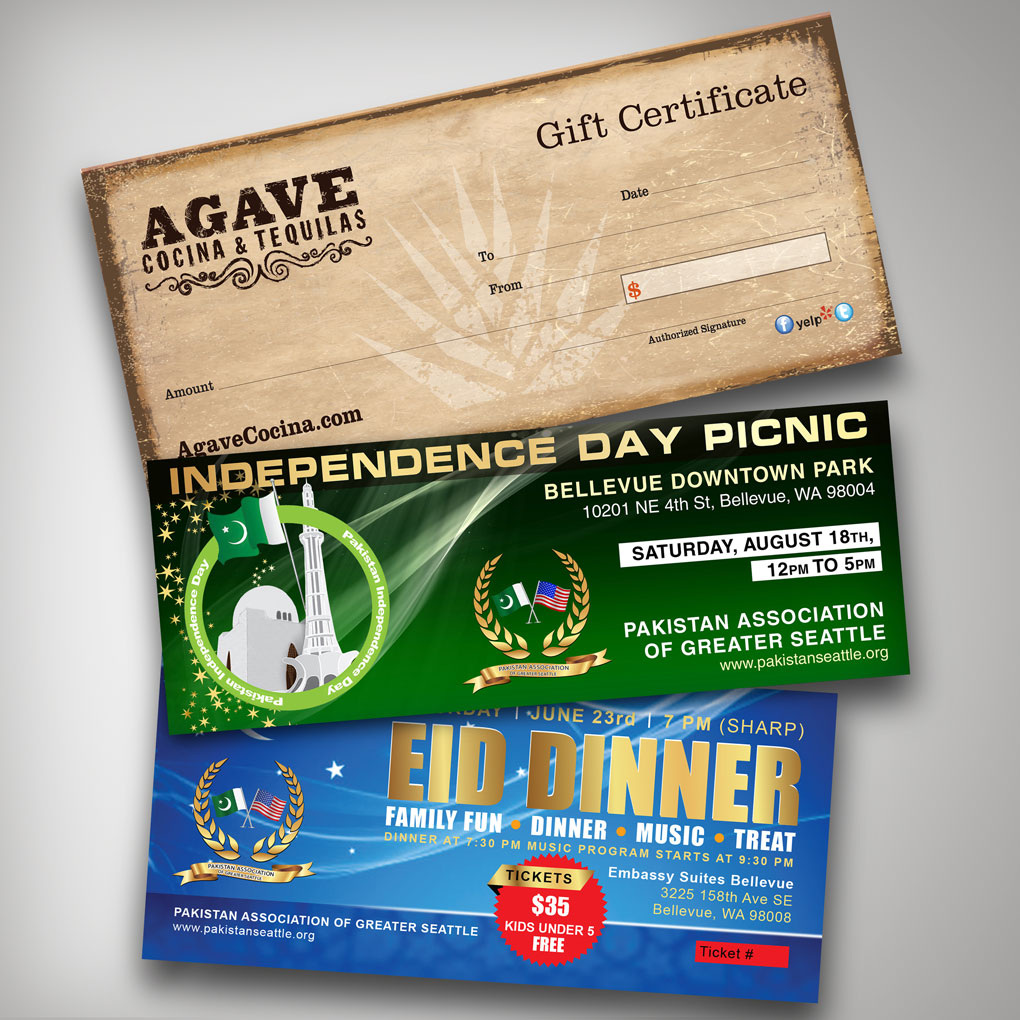 Gift Certificate
AGAVE
COCINA & TEQUILAS
Date
To
From
$
Authorized Signature
f yelp t
Amount
AgaveCocina.com
INDEPENDENCE DAY PICNIC
BELLEVUE DOWNTOWN PARK
10201 NE 4th St, Bellevue, WA 98004
SATURDAY, AUGUST 18TH,
12PM TO 5PM
PAKISTAN ASSOCIATION
OF GREATER SEATTLE
www.pakistanseattle.org
Pakistan Independence Day
Pakistan Independence Day
PAKISTAN ASSOCIATION
OF GREATER SEATTLE
DAY | JUNE 23rd | 7 PM (SHARP)
EID DINNER
FAMILY FUN • DINNER • MUSIC • TREAT
DINNER AT 7:30 PM MUSIC PROGRAM STARTS AT 9:30 PM
PAKISTAN ASSOCIATION
OF GREATER SEATTLE
TICKETS
$35
KIDS UNDER 5
FREE
Embassy Suites Bellevue
3225 158th Ave SE
Bellevue, WA 98008
PAKISTAN ASSOCIATION OF GREATER SEATTLE
www.pakistanseattle.org
Ticket #